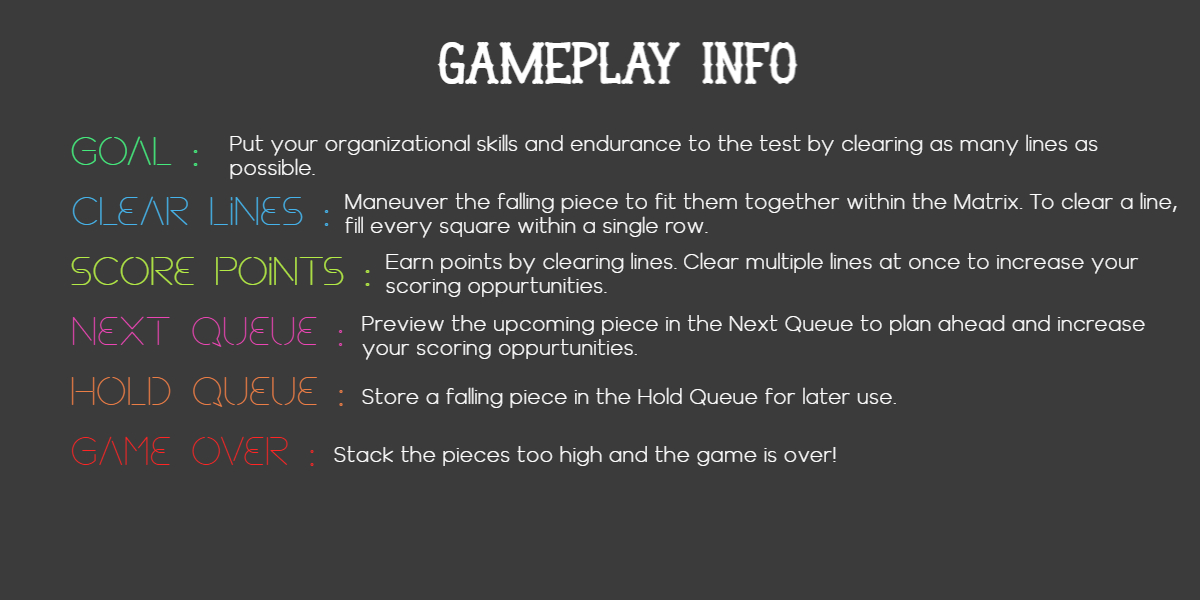 GAMEPLAY INFO
GOAL : Put your organizational skills and endurance to the test by clearing as many lines as
possible.
CLEAR LiNES : Maneuver the falling piece to fit them together within the Matrix. To clear a line,
fill every square within a single row.
SCORE POiNTS : Earn points by clearing lines. Clear multiple lines at once to increase your
scoring oppurtunities.
NEXT QUEUE : Preview the upcoming piece in the Next Queue to plan ahead and increase
your scoring oppurtunities.
HOLD QUEUE : Store a falling piece in the Hold Queue for later use.
GAME OVER : Stack the pieces too high and the game is over!